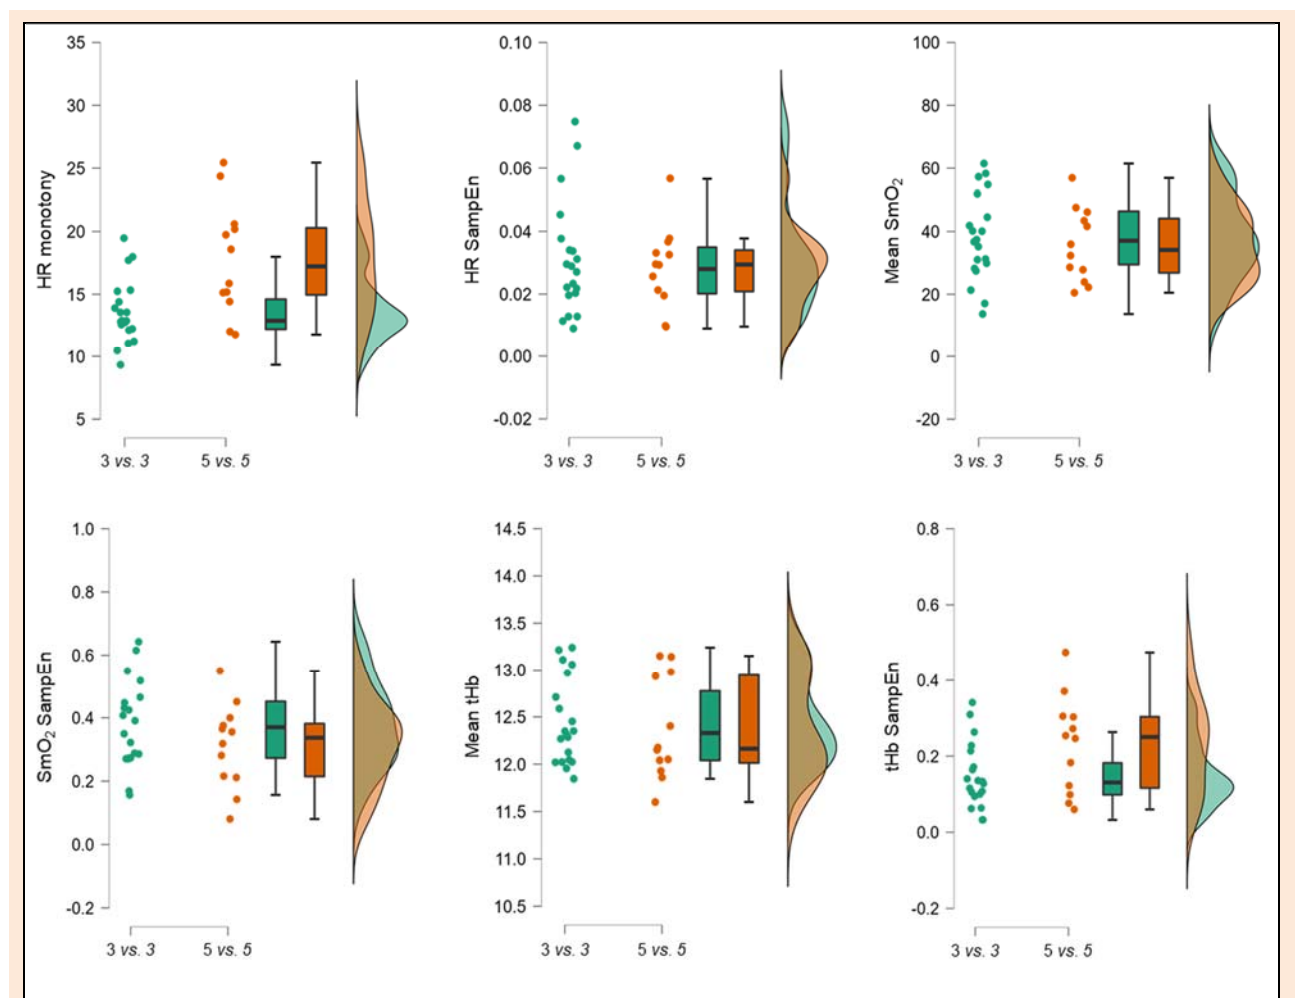 HR monotony
35
30
25
20
15
10
5
3 vs. 3
5 vs. 5
HR SampEn
0.10
0.08
0.06
0.04
0.02
0.00
-0.02
3 vs. 3
5 vs. 5
Mean SmO₂
100
80
60
40
20
0
-20
3 vs. 3
5 vs. 5
SmO₂ SampEn
1.0
0.8
0.6
0.4
0.2
0.0
-0.2
3 vs. 3
5 vs. 5
Mean tHb
14.5
14.0
13.5
13.0
12.5
12.0
11.5
11.0
10.5
3 vs. 3
5 vs. 5
tHb SampEn
0.8
0.6
0.4
0.2
0.0
-0.2
3 vs. 3
5 vs. 5